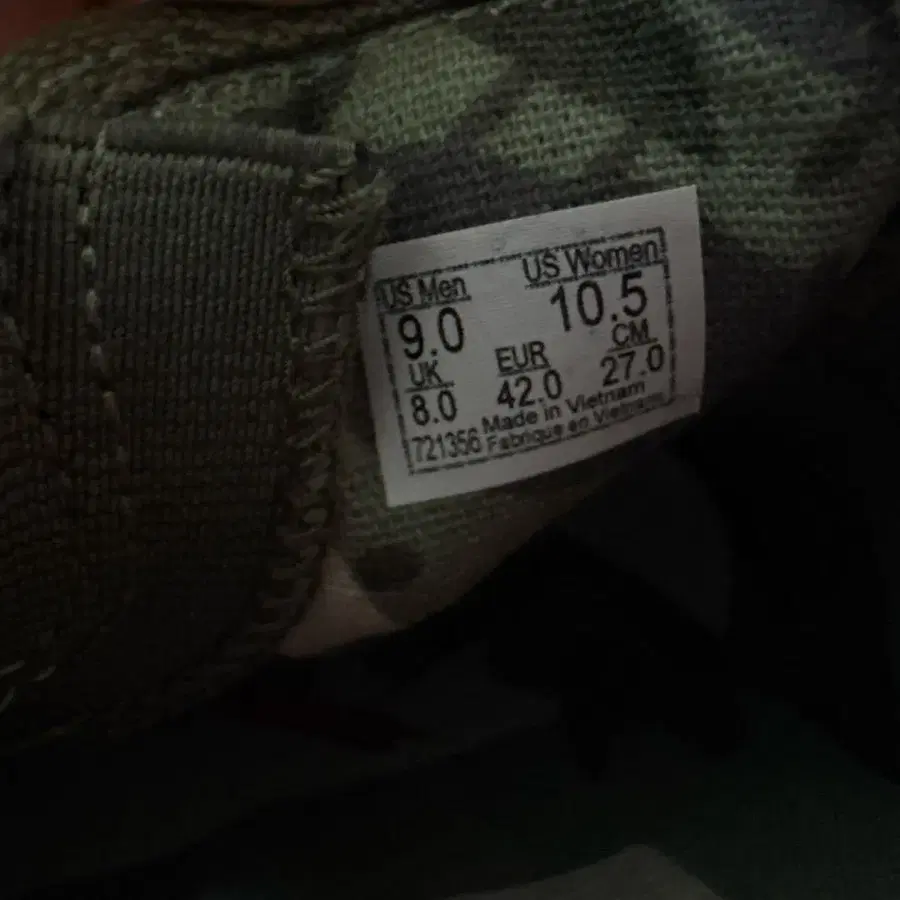 US Men US Women
9.0 10.5
UK EUR CM
8.0 42.0 27.0
721356 Made in Vietnam
Fabriqué en Vietnam